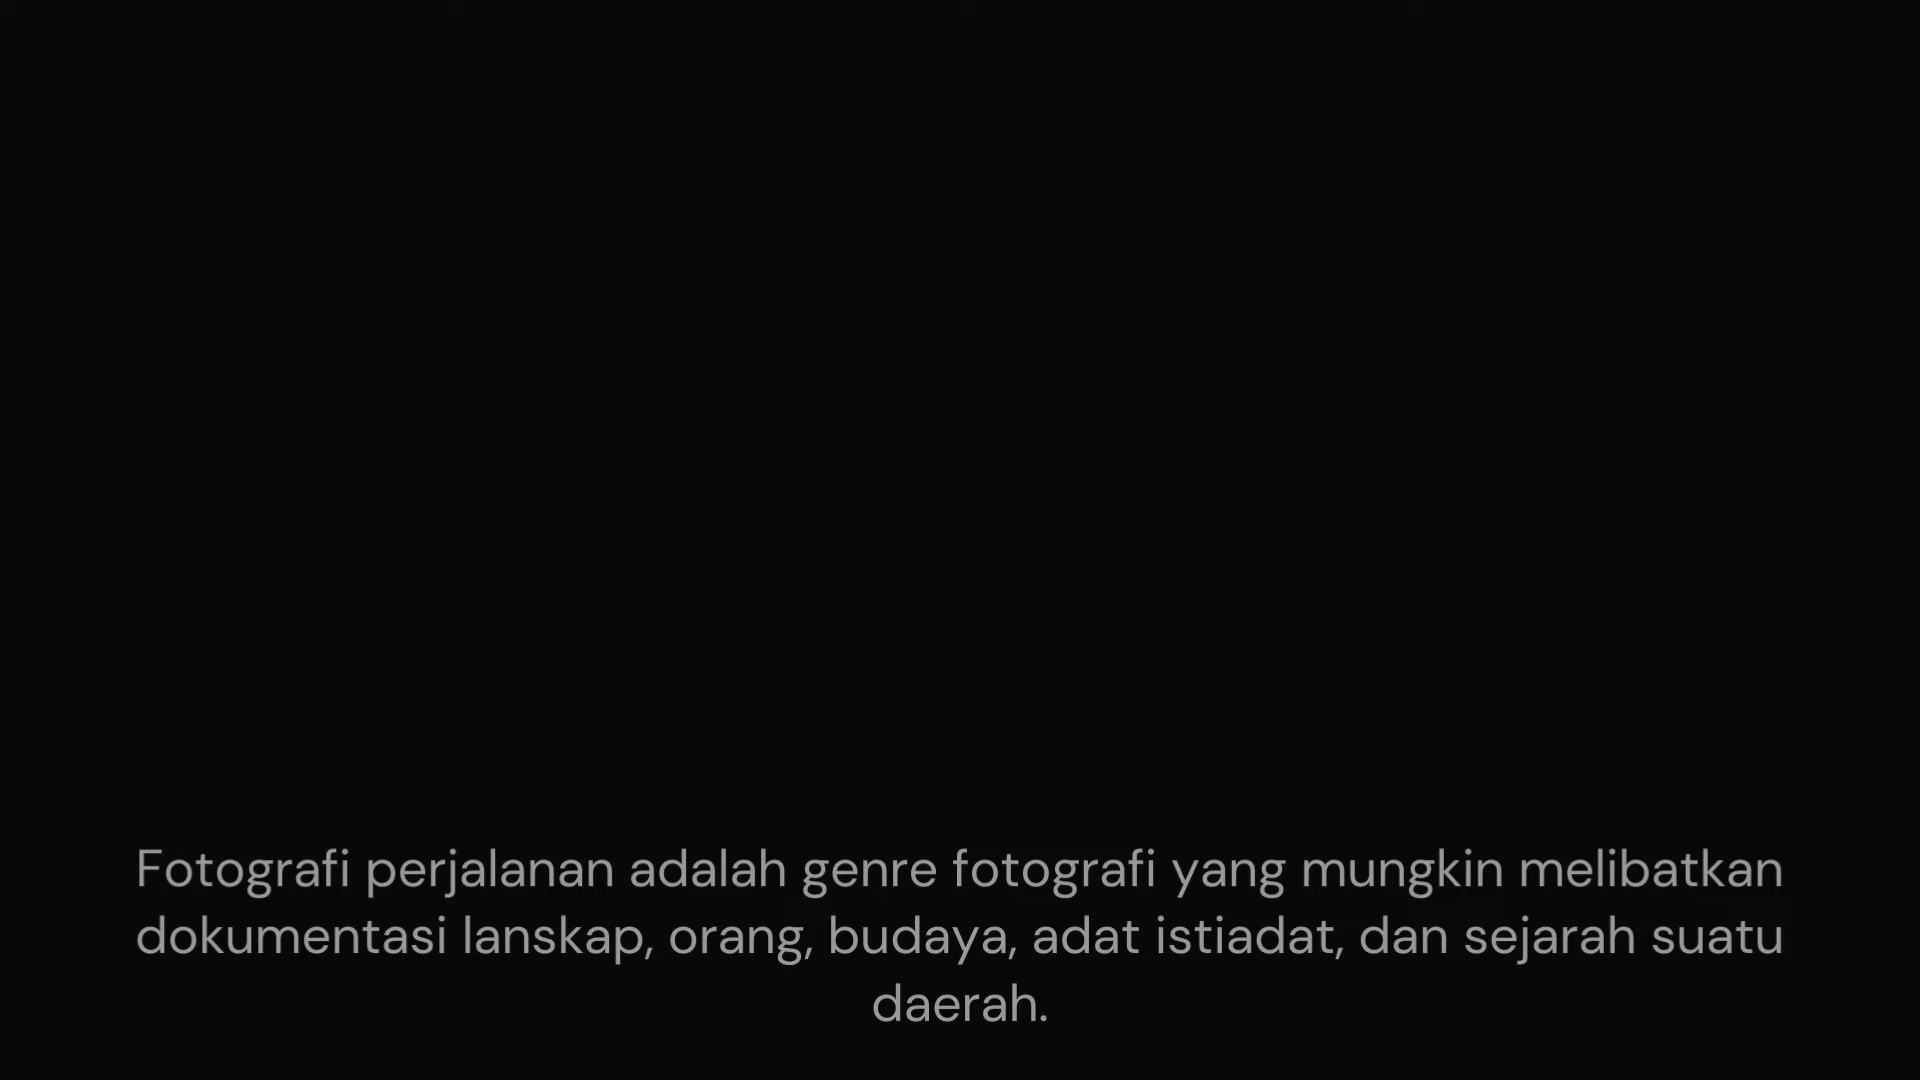 Fotografi perjalanan adalah genre fotografi yang mungkin melibatkan
dokumentasi lanskap, orang, budaya, adat istiadat, dan sejarah suatu
daerah.